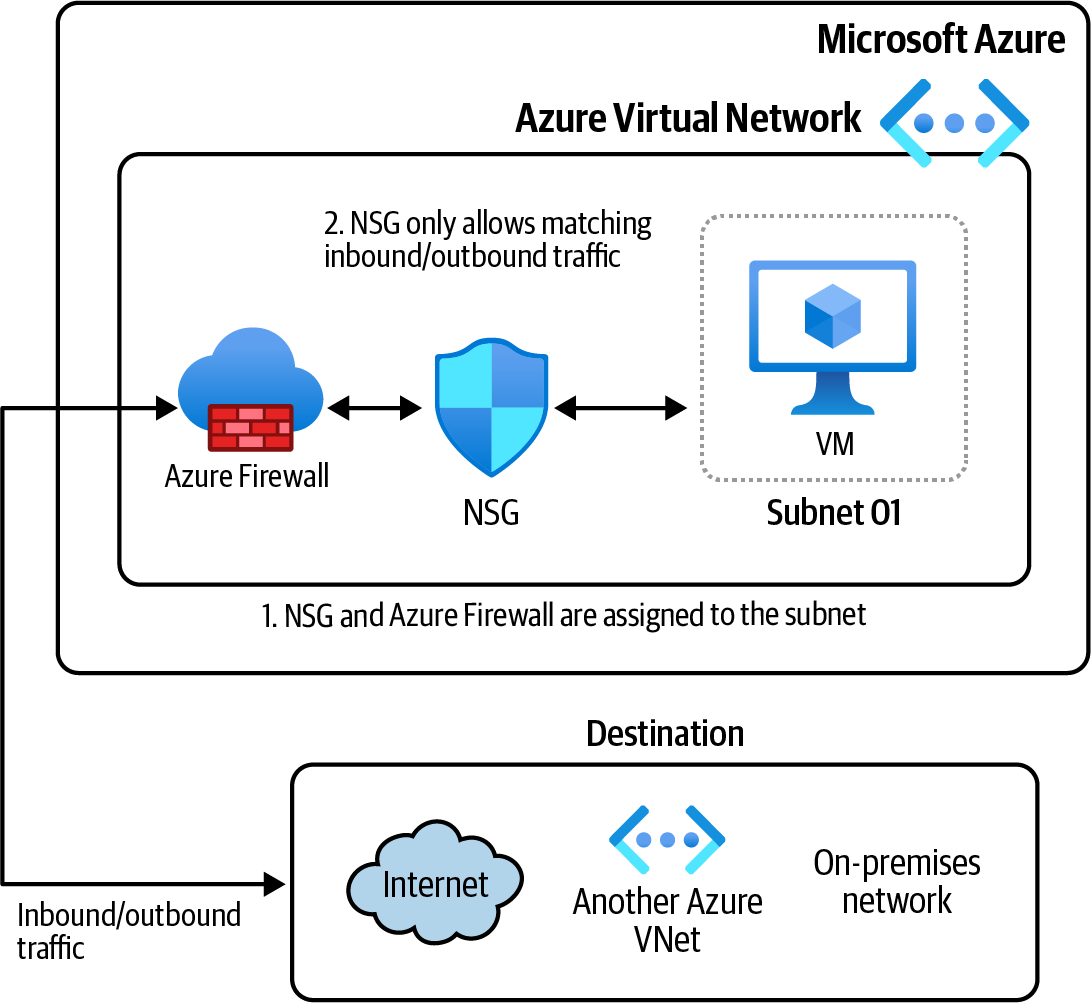 Microsoft Azure
Azure Virtual Network
2. NSG only allows matching
inbound/outbound traffic
Azure Firewall
NSG
VM
Subnet 01
1. NSG and Azure Firewall are assigned to the subnet
Destination
Internet
Another Azure
VNet
On-premises
network
Inbound/outbound
traffic